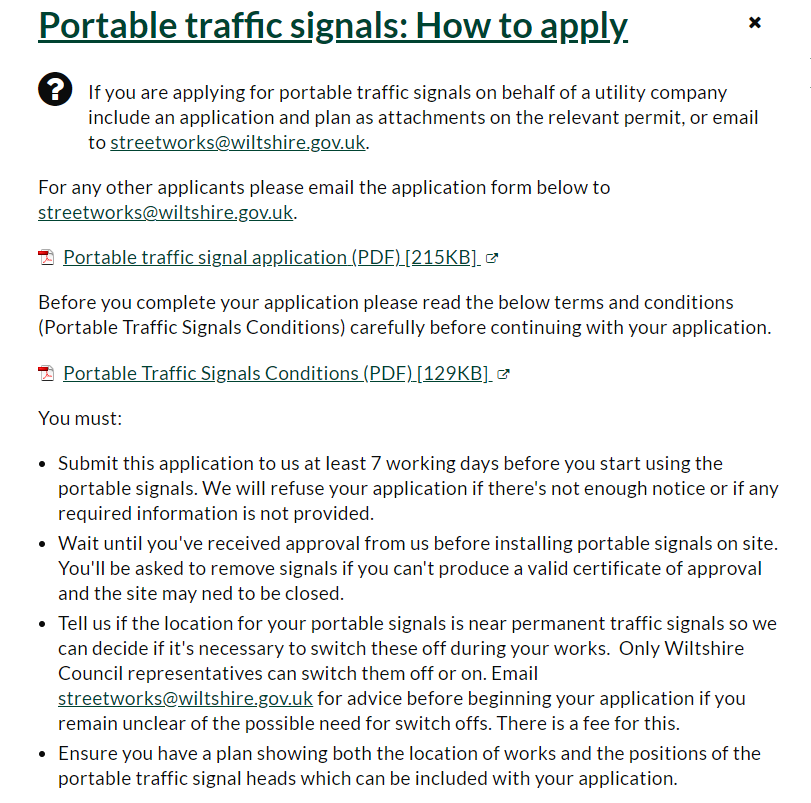 Portable traffic signals: How to apply
If you are applying for portable traffic signals on behalf of a utility company
include an application and plan as attachments on the relevant permit, or email
to streetworks@wiltshire.gov.uk.
For any other applicants please email the application form below to
streetworks@wiltshire.gov.uk.
Portable traffic signal application (PDF) [215KB]
Before you complete your application please read the below terms and conditions
(Portable Traffic Signals Conditions) carefully before continuing with your application.
Portable Traffic Signals Conditions (PDF) [129KB]
You must:
• Submit this application to us at least 7 working days before you start using the
portable signals. We will refuse your application if there's not enough notice or if any
required information is not provided.
• Wait until you've received approval from us before installing portable signals on site.
You'll be asked to remove signals if you can't produce a valid certificate of approval
and the site may ned to be closed.
• Tell us if the location for your portable signals is near permanent traffic signals so we
can decide if it's necessary to switch these off during your works.  Only Wiltshire
Council representatives can switch them off or on. Email
streetworks@wiltshire.gov.uk for advice before beginning your application if you
remain unclear of the possible need for switch offs. There is a fee for this.
• Ensure you have a plan showing both the location of works and the positions of the
portable traffic signal heads which can be included with your application.